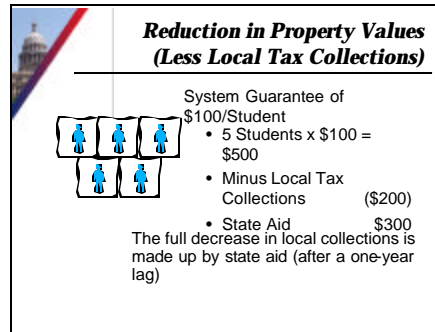 Reduction in Property Values
(Less Local Tax Collections)
System Guarantee of
$100/Student
• 5 Students x $100 =
$500
• Minus Local Tax
Collections ($200)
• State Aid $300
The full decrease in local collections is
made up by state aid (after a one-year
lag)